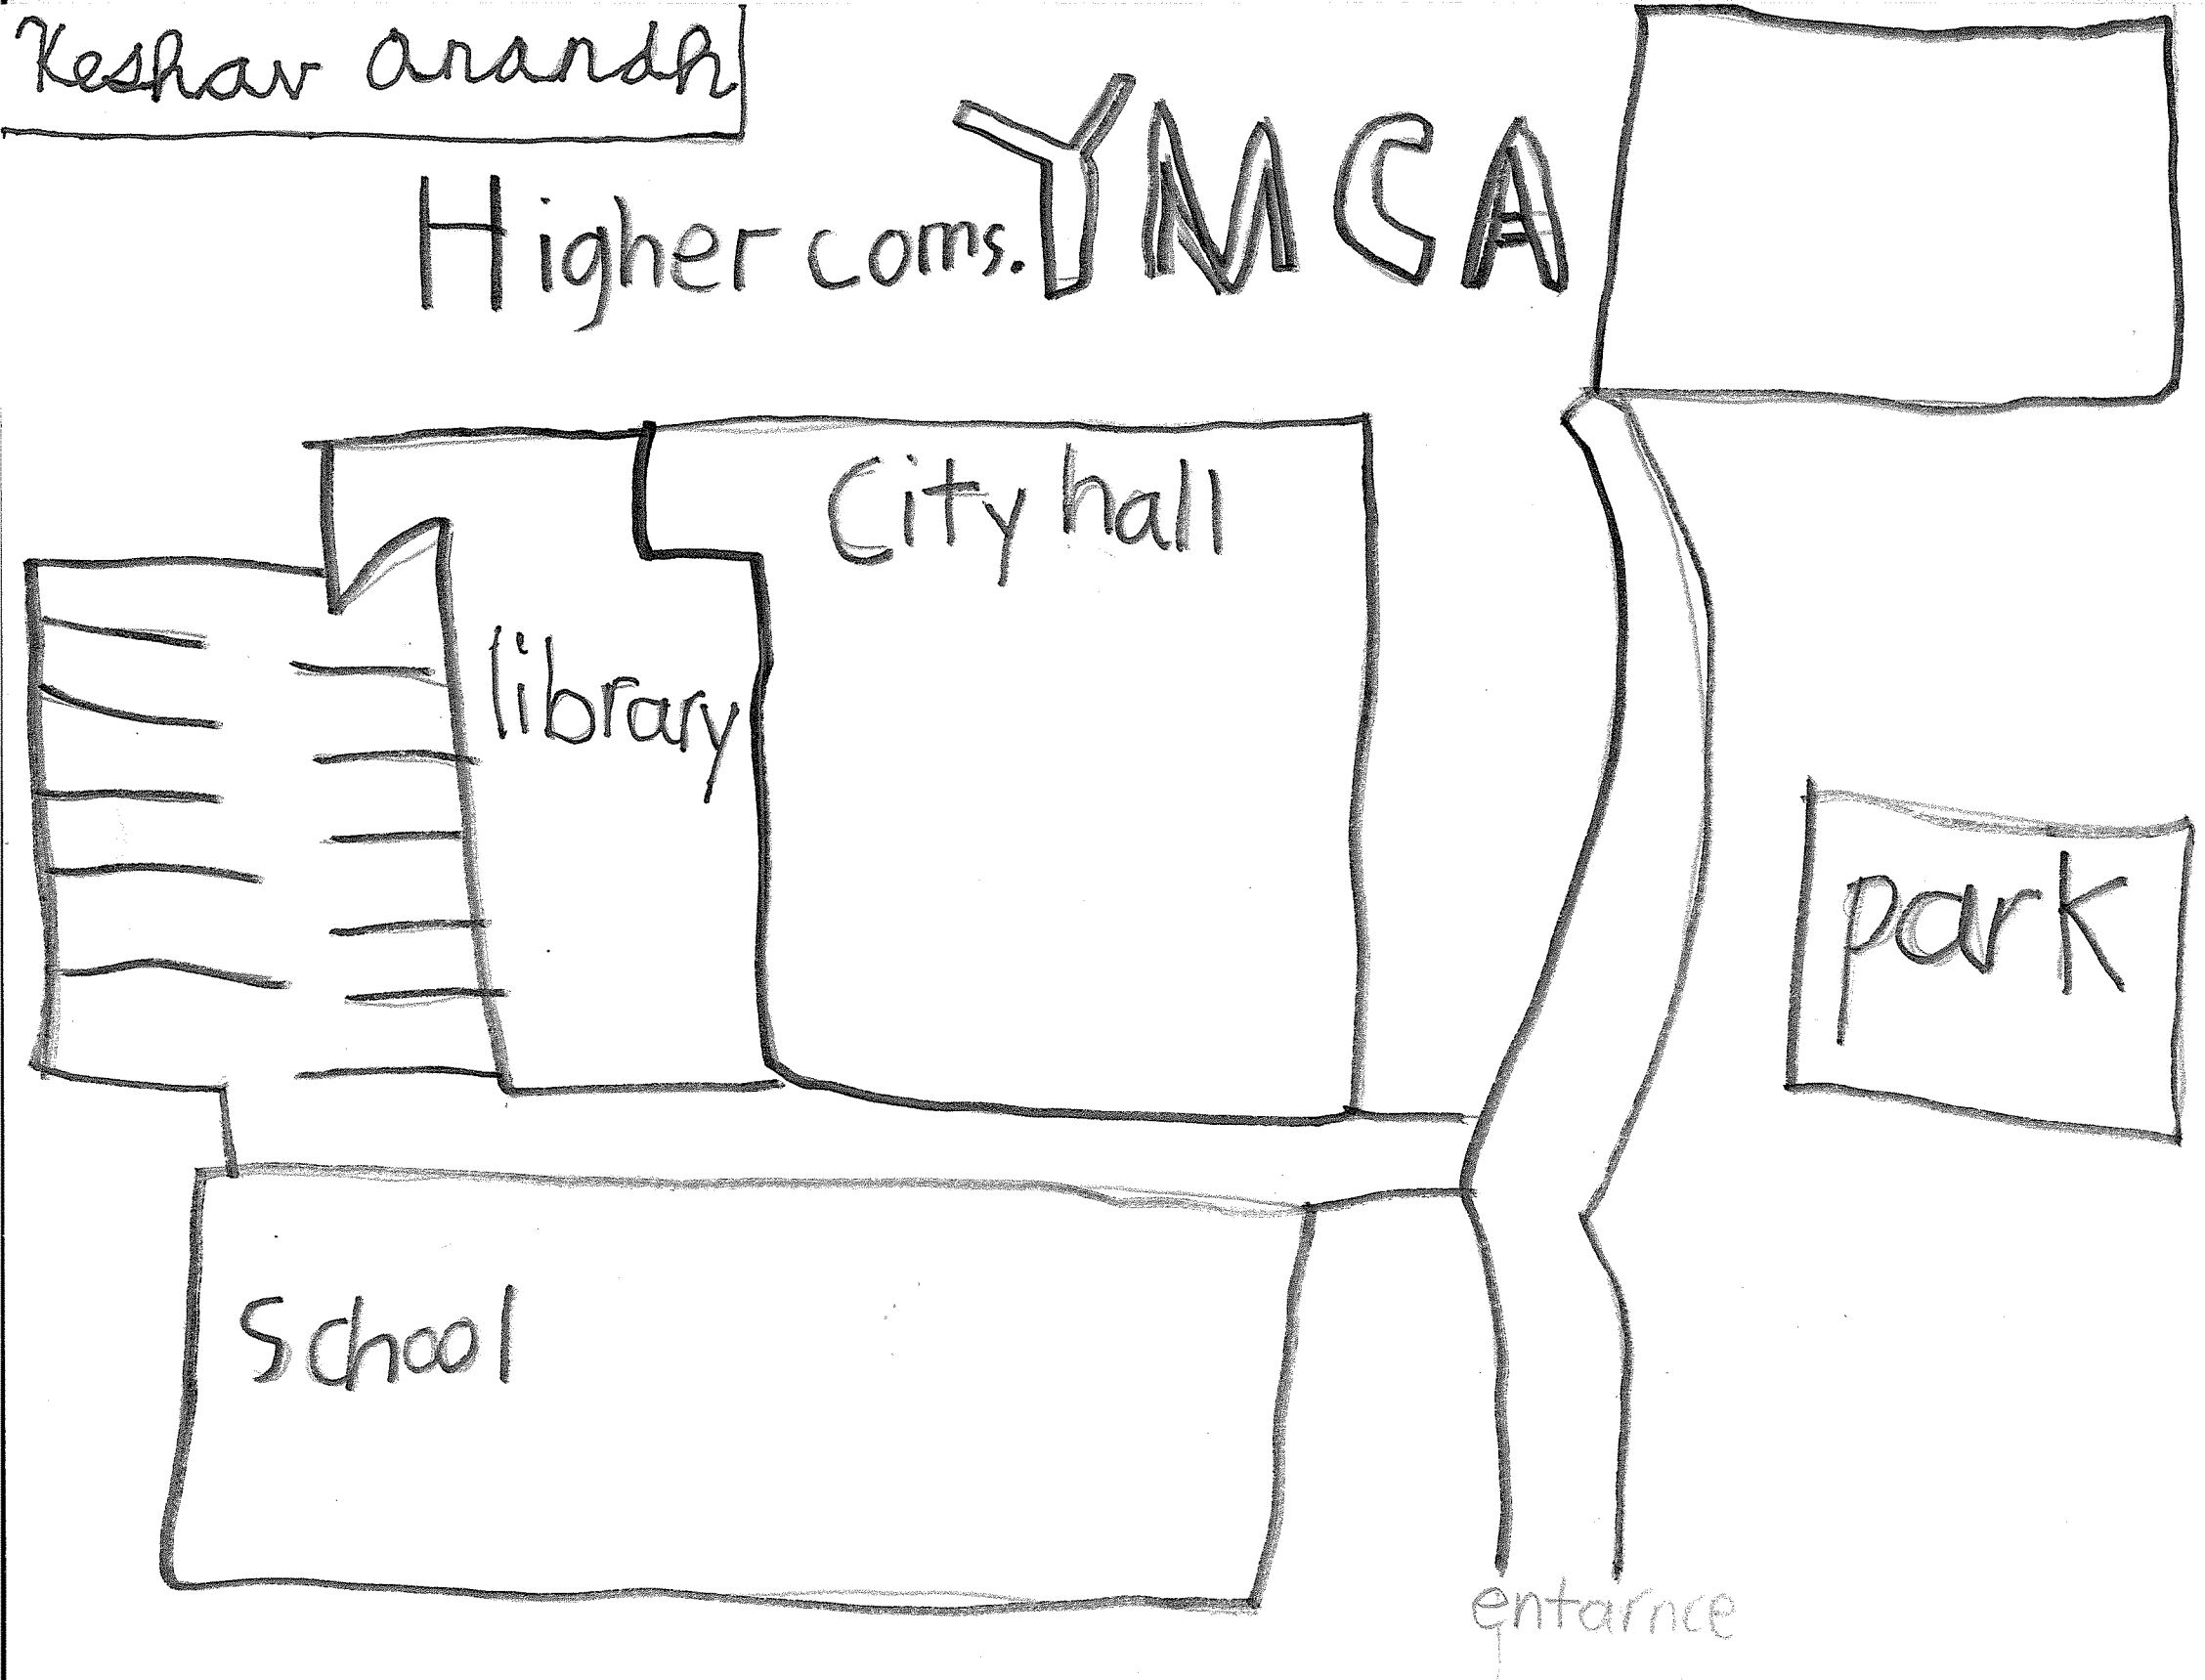 Keshav Anandh
Higher coms. YMCA
City hall
library
park
School
entarnce